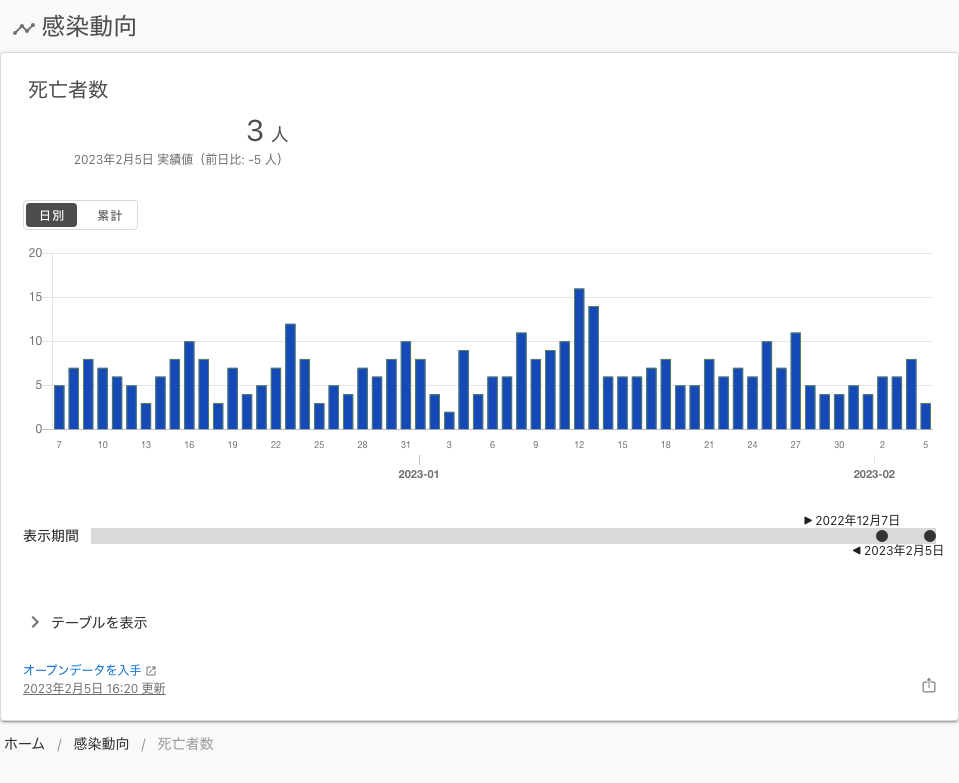 感染動向
死亡者数
3 人
2023年2月5日 実績値（前日比: -5 人）
日別 累計
20
15
10
5
0
7 10 13 16 19 22 25 28 31 3 6 9 12 15 18 21 24 27 30 2 5
2023-01 2023-02
2022年12月7日
表示期間
2023年2月5日
テーブルを表示
オープンデータを入手
2023年2月5日 16:20 更新
ホーム / 感染動向 / 死亡者数